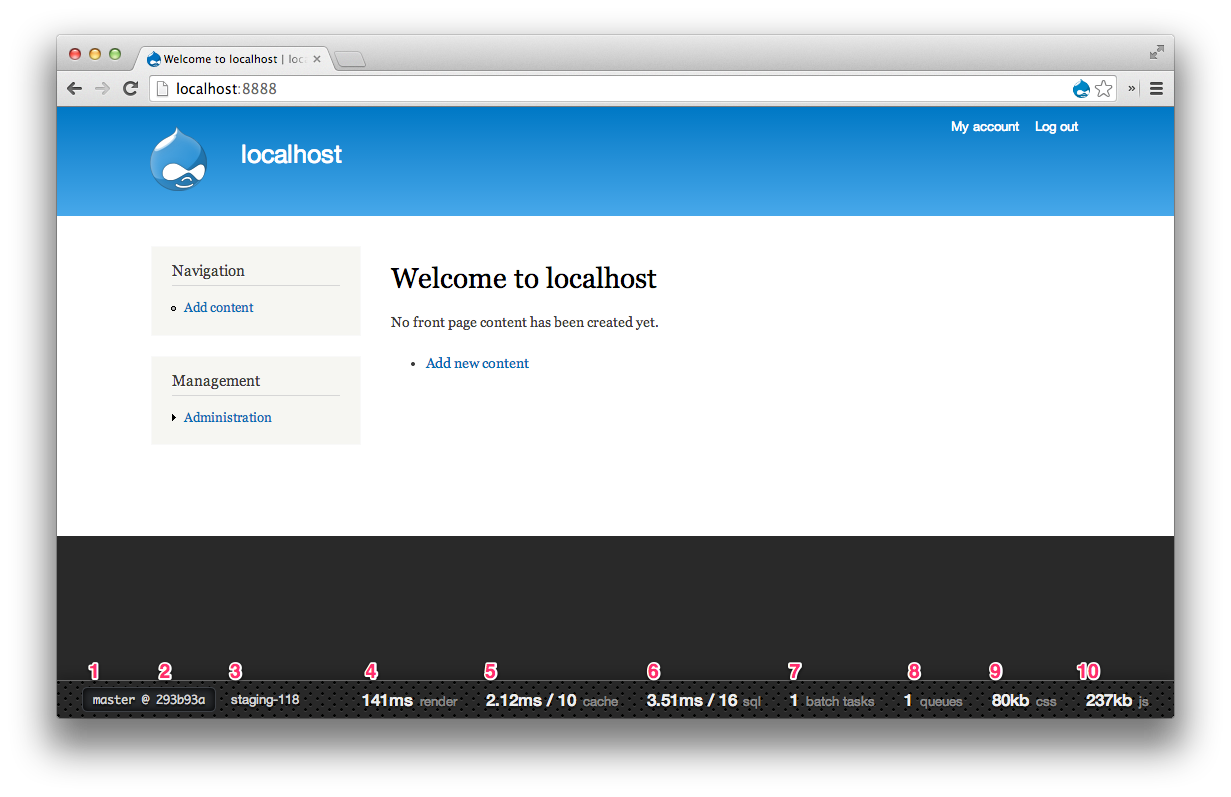 Welcome to localhost | loc
localhost:8888
»
My account Log out
localhost
Navigation
Add content
Management
Administration
Welcome to localhost
No front page content has been created yet.
Add new content
1 2 3 4 5 6 7 8 9 10
master @ 293b93a staging-118 141ms render 2.12ms / 10 cache 3.51ms / 16 sql 1 batch tasks 1 queues 80kb css 237kb js